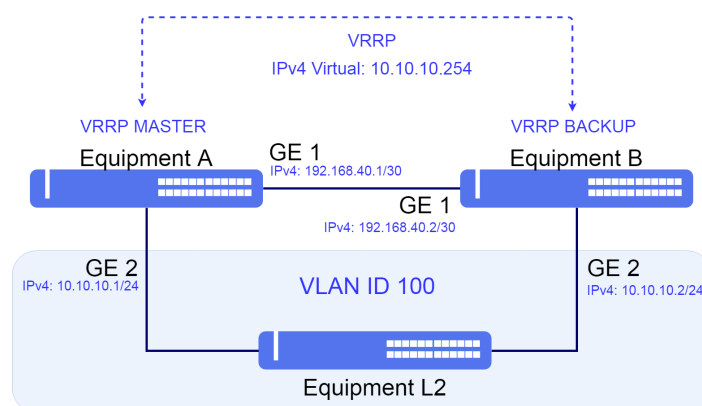 VRRP
IPv4 Virtual: 10.10.10.254
VRRP MASTER
VRRP BACKUP
Equipment A
Equipment B
GE 1
IPv4: 192.168.40.1/30
GE 1
IPv4: 192.168.40.2/30
GE 2
IPv4: 10.10.10.1/24
VLAN ID 100
GE 2
IPv4: 10.10.10.2/24
Equipment L2